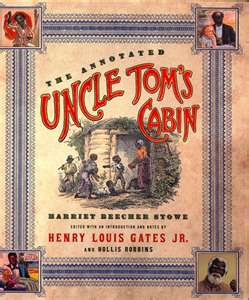 THE ANNOTATED
UNCLE TOM'S
CABIN
HARRIET BEECHER STOWE
EDITED WITH AN INTRODUCTION AND NOTES BY
HENRY LOUIS GATES JR.
AND HOLLIS ROBBINS